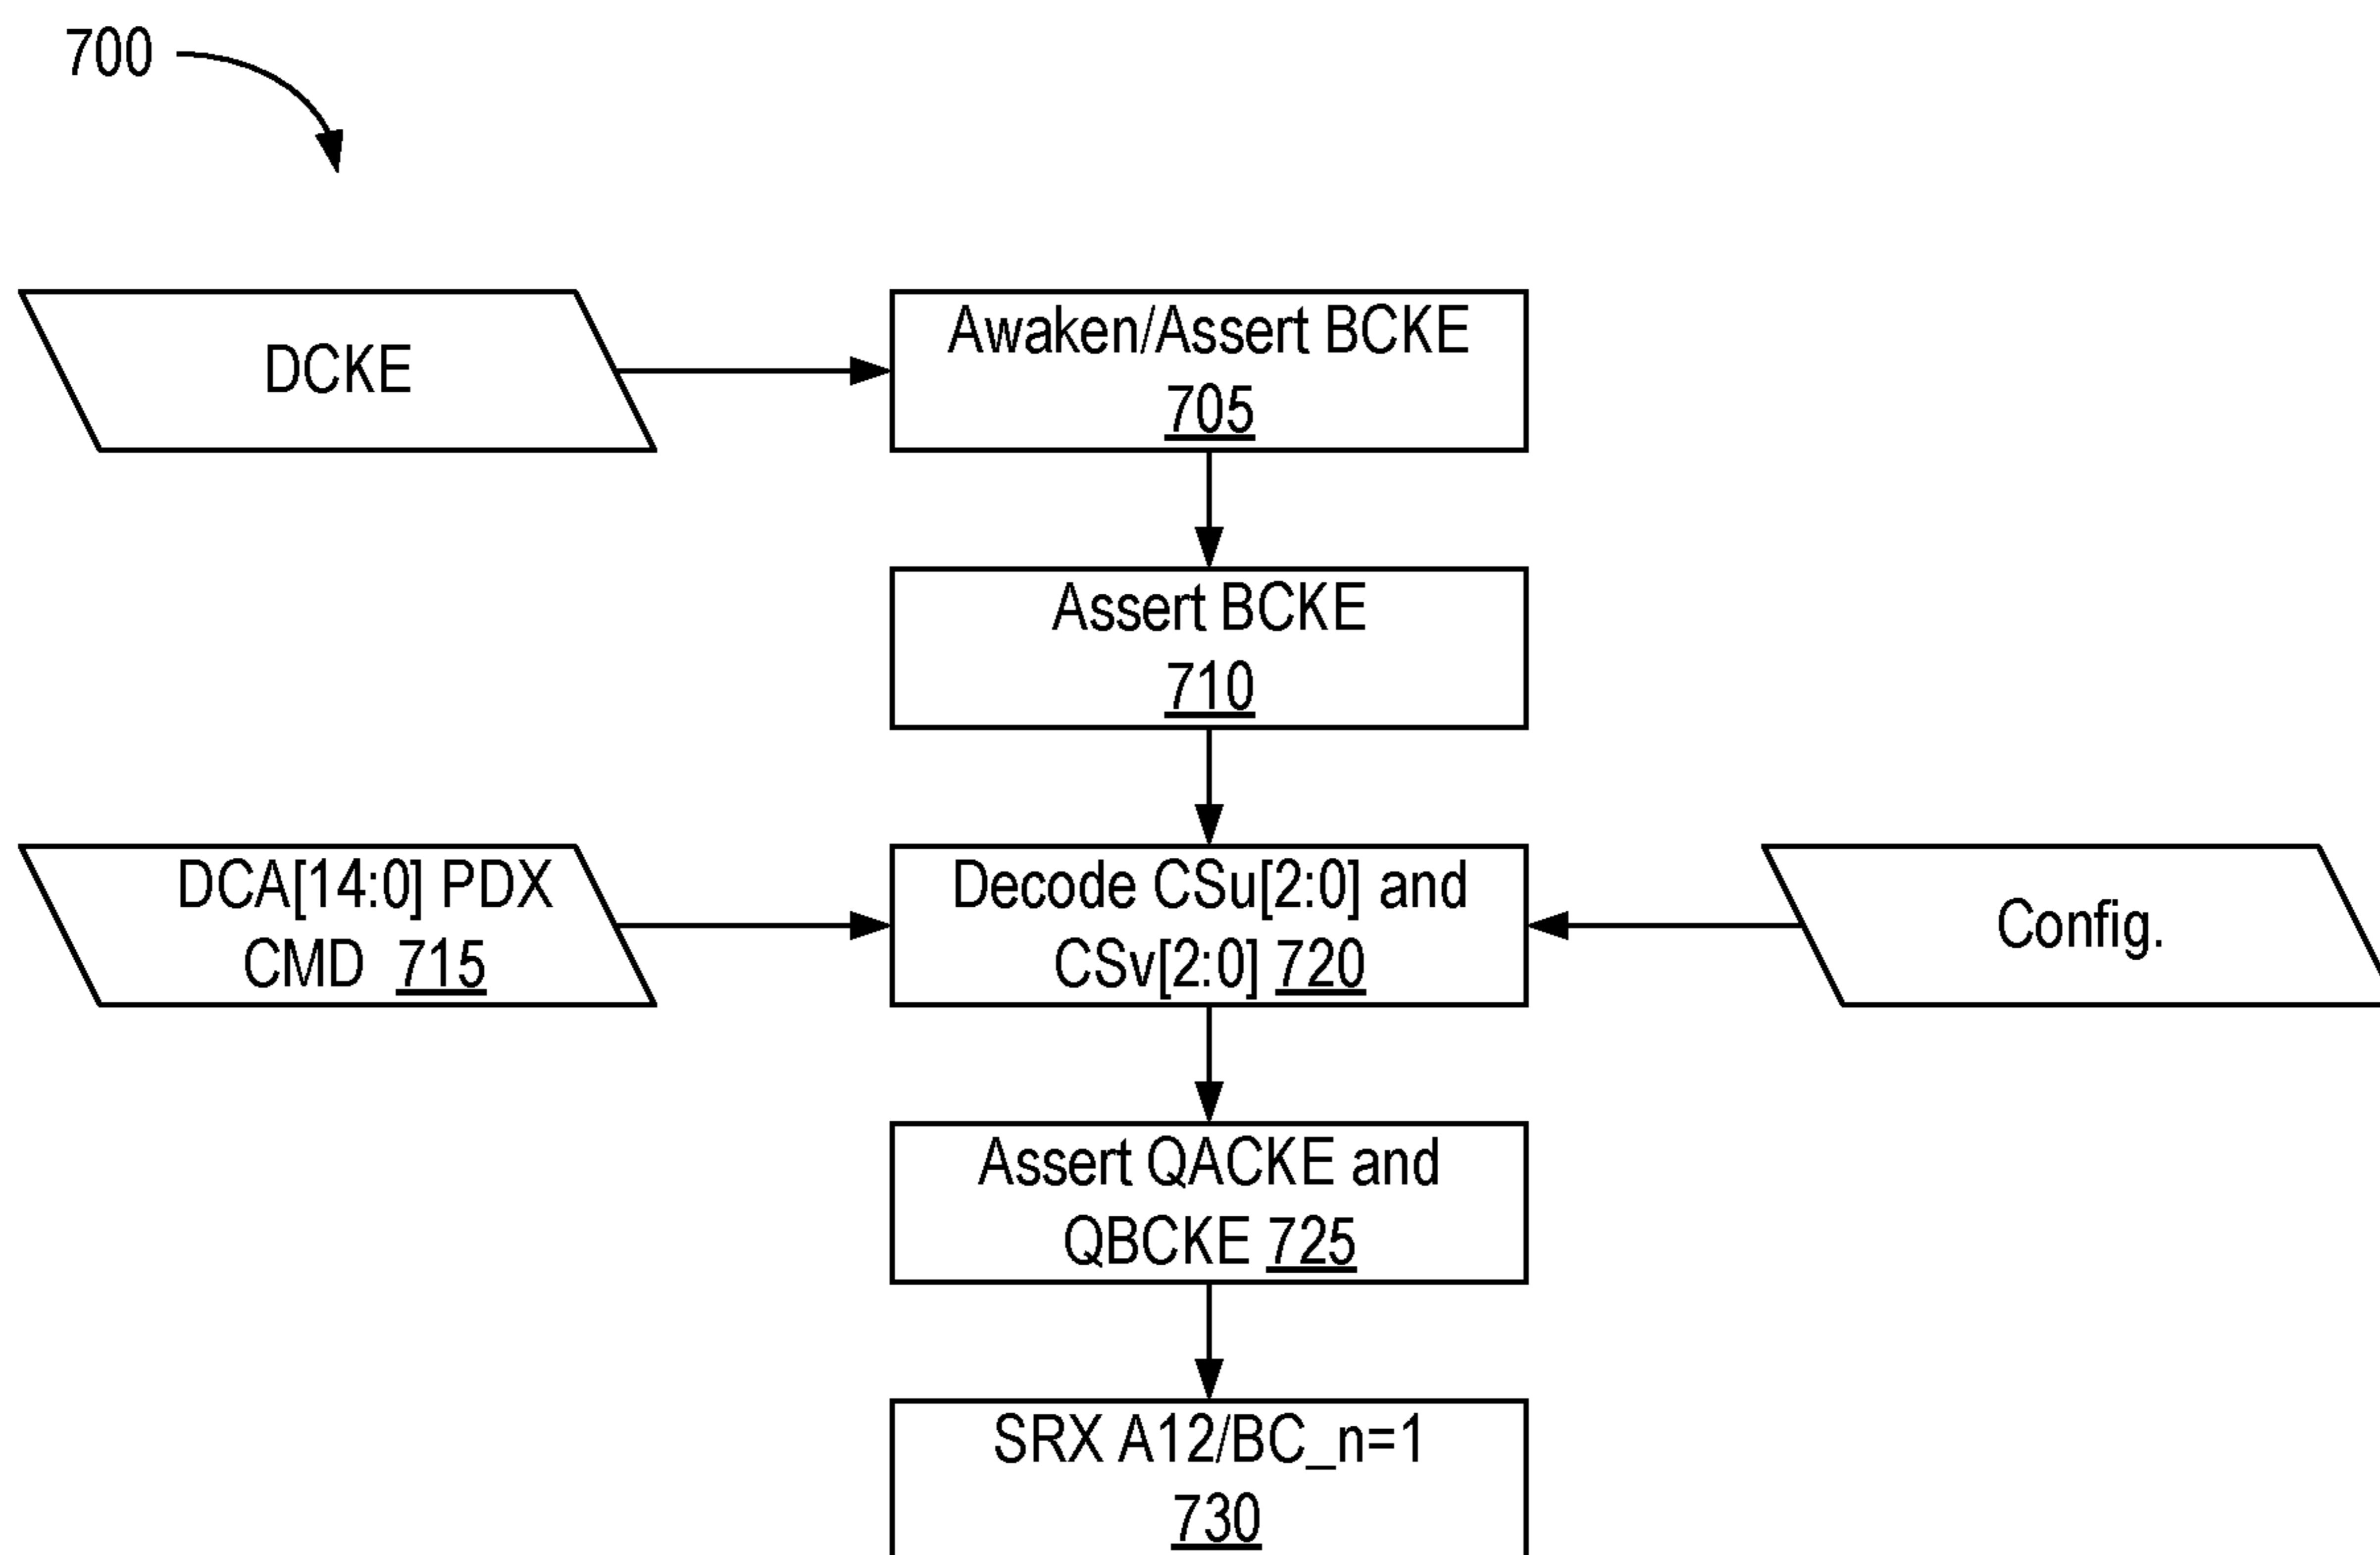 700
DCKE
Awaken/Assert BCKE
705
Assert BCKE
710
DCA[14:0] PDX
CMD 715
Decode CSu[2:0] and
CSv[2:0] 720
Config.
Assert QACKE and
QBCKE 725
SRX A12/BC_n=1
730